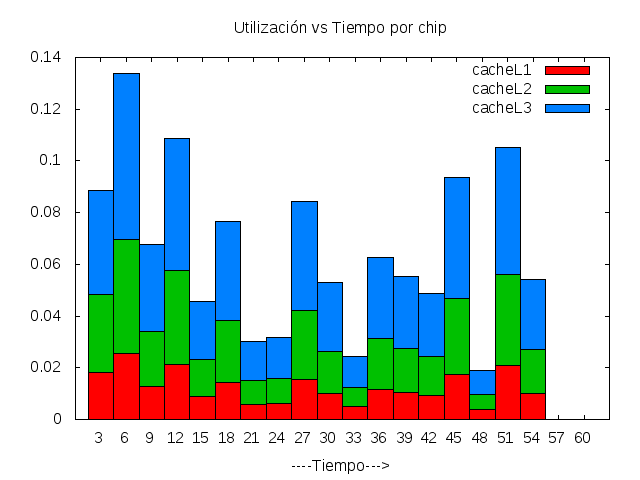 Utilización vs Tiempo por chip
0.14
0.12
0.1
0.08
0.06
0.04
0.02
0
cacheL1
cacheL2
cacheL3
3 6 9 12 15 18 21 24 27 30 33 36 39 42 45 48 51 54 57 60
----Tiempo--->